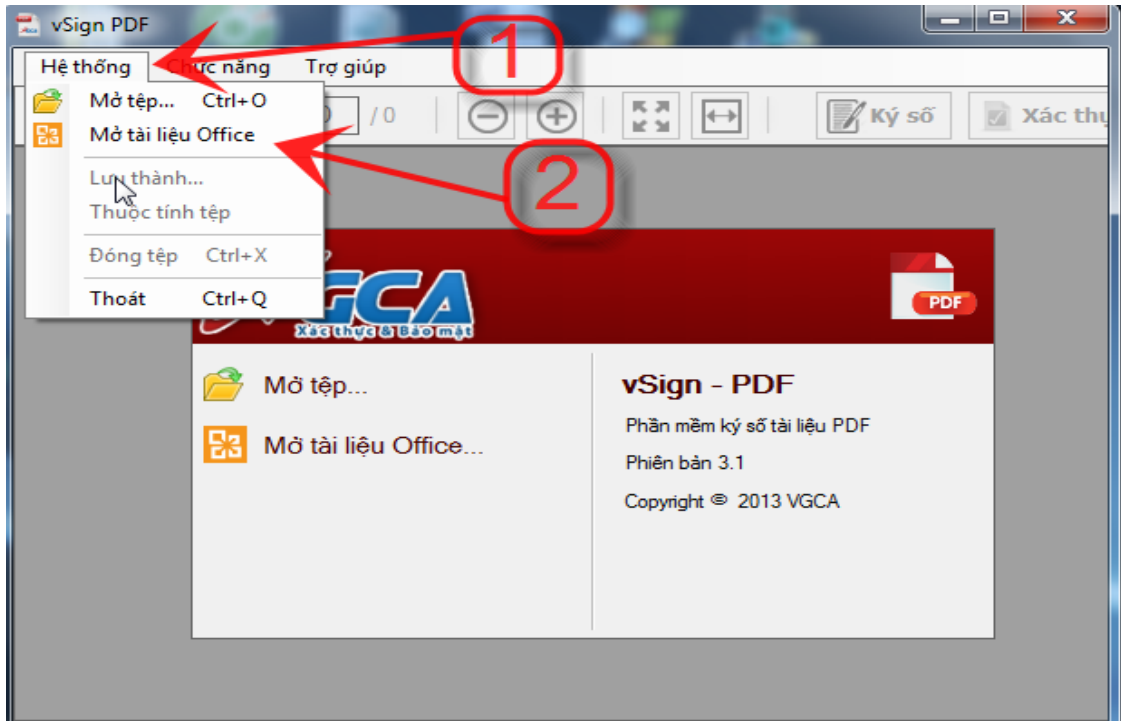 vSign PDF
1
Hệ thống Chức năng Trợ giúp
Mở tệp... Ctrl+O
/ 0
Ký số
Mở tài liệu Office
2
Lưu thành...
Thuộc tính tệp
Đóng tệp Ctrl+X
Thoát Ctrl+Q
VGCA
Xác thực & Bảo mật
PDF
Mở tệp...
Mở tài liệu Office...
vSign - PDF
Phần mềm ký số tài liệu PDF
Phiên bản 3.1
Copyright © 2013 VGCA